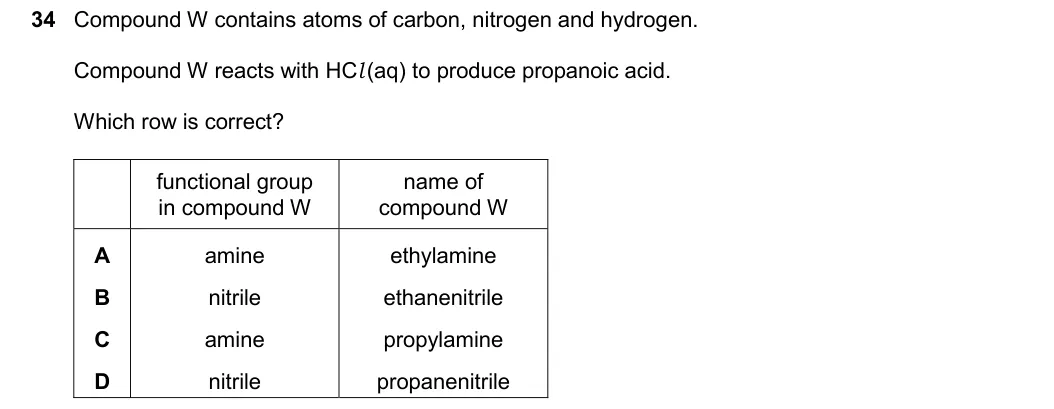 34 Compound W contains atoms of carbon, nitrogen and hydrogen.
Compound W reacts with HCl(aq) to produce propanoic acid.
Which row is correct?
functional group in compound W
name of compound W
A amine ethylamine
B nitrile ethanenitrile
C amine propylamine
D nitrile propanenitrile